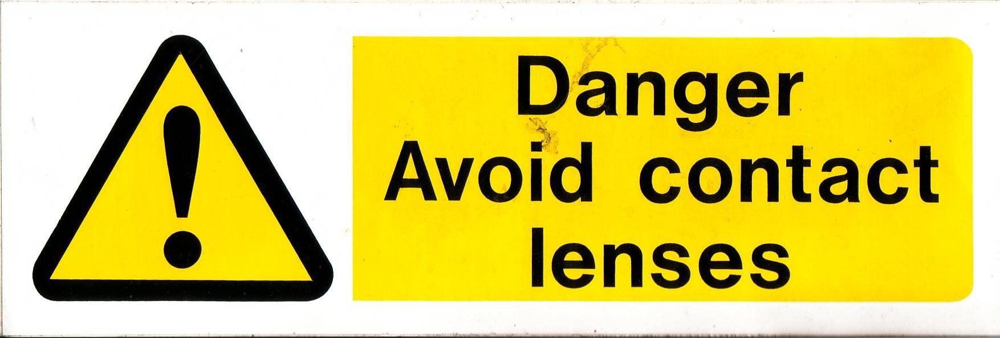 Danger
Avoid contact
lenses